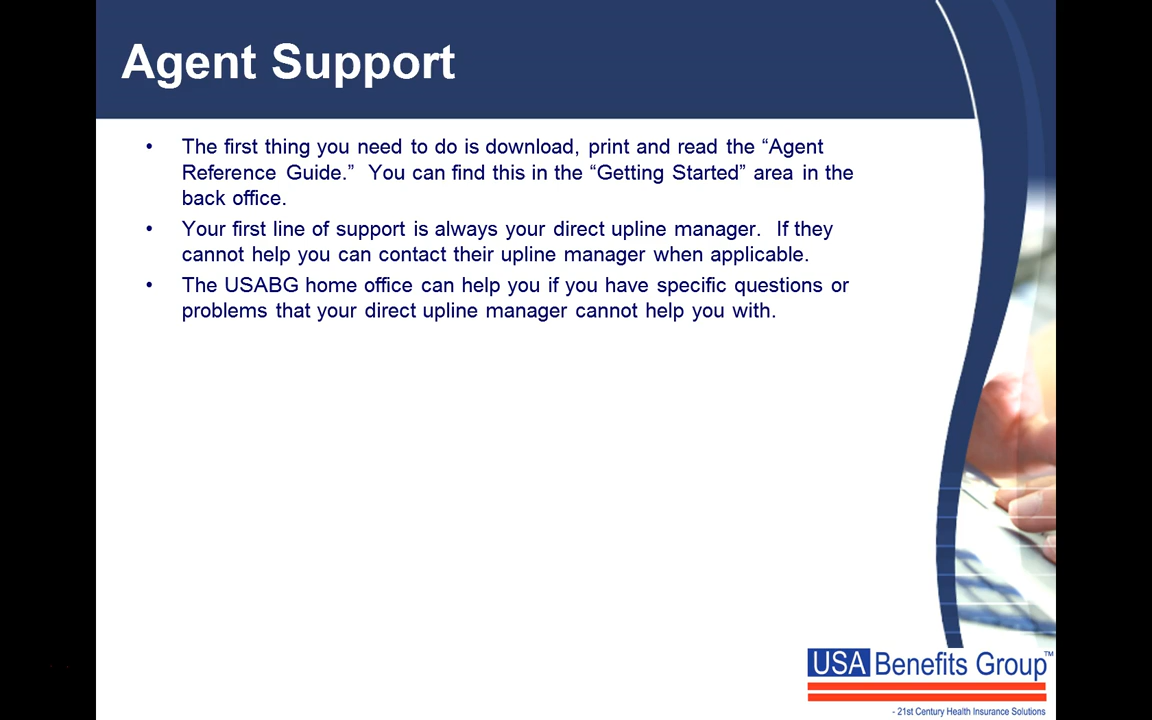 Agent Support
• The first thing you need to do is download, print and read the “Agent
Reference Guide.” You can find this in the “Getting Started” area in the
back office.
• Your first line of support is always your direct upline manager. If they
cannot help you can contact their upline manager when applicable.
• The USABG home office can help you if you have specific questions or
problems that your direct upline manager cannot help you with.
USA Benefits Group™
- 21st Century Health Insurance Solutions